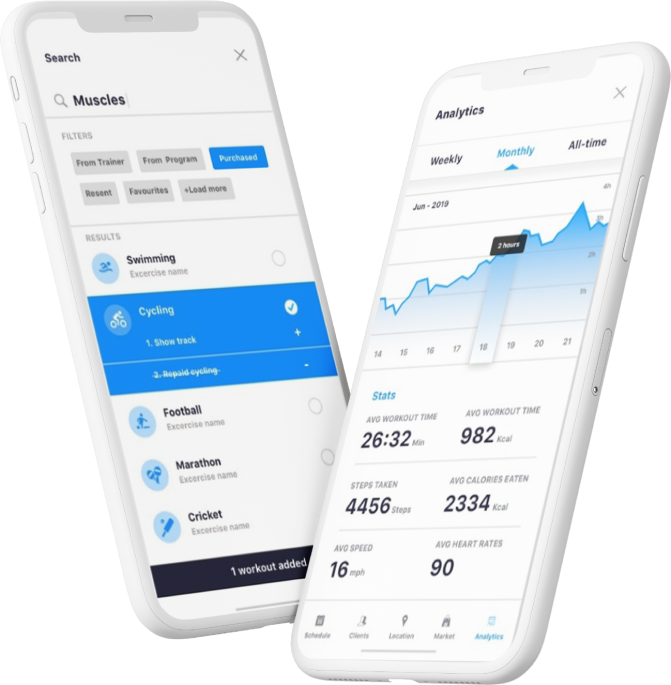 Search
Muscles
FILTERS
From Trainer
From Program
Purchased
Resent
Favourites
+Load more
RESULTS
Swimming
Excercise name
Cycling
1. Show track
+
2. Repaid cycling
-
Football
Excercise name
Marathon
Excercise name
Cricket
Excercise name
1 workout added
Analytics
Weekly
Monthly
All-time
Jun - 2019
4h
3h
2 hours
2h
1h
14 15 16 17 18 19 20 21
Stats
AVG WORKOUT TIME
26:32 Min
AVG WORKOUT TIME
982 Kcal
STEPS TAKEN
4456 Steps
AVG CALORIES EATEN
2334 Kcal
AVG SPEED
16 mph
AVG HEART RATES
90
Schedule
Clients
Location
Market
Analytics